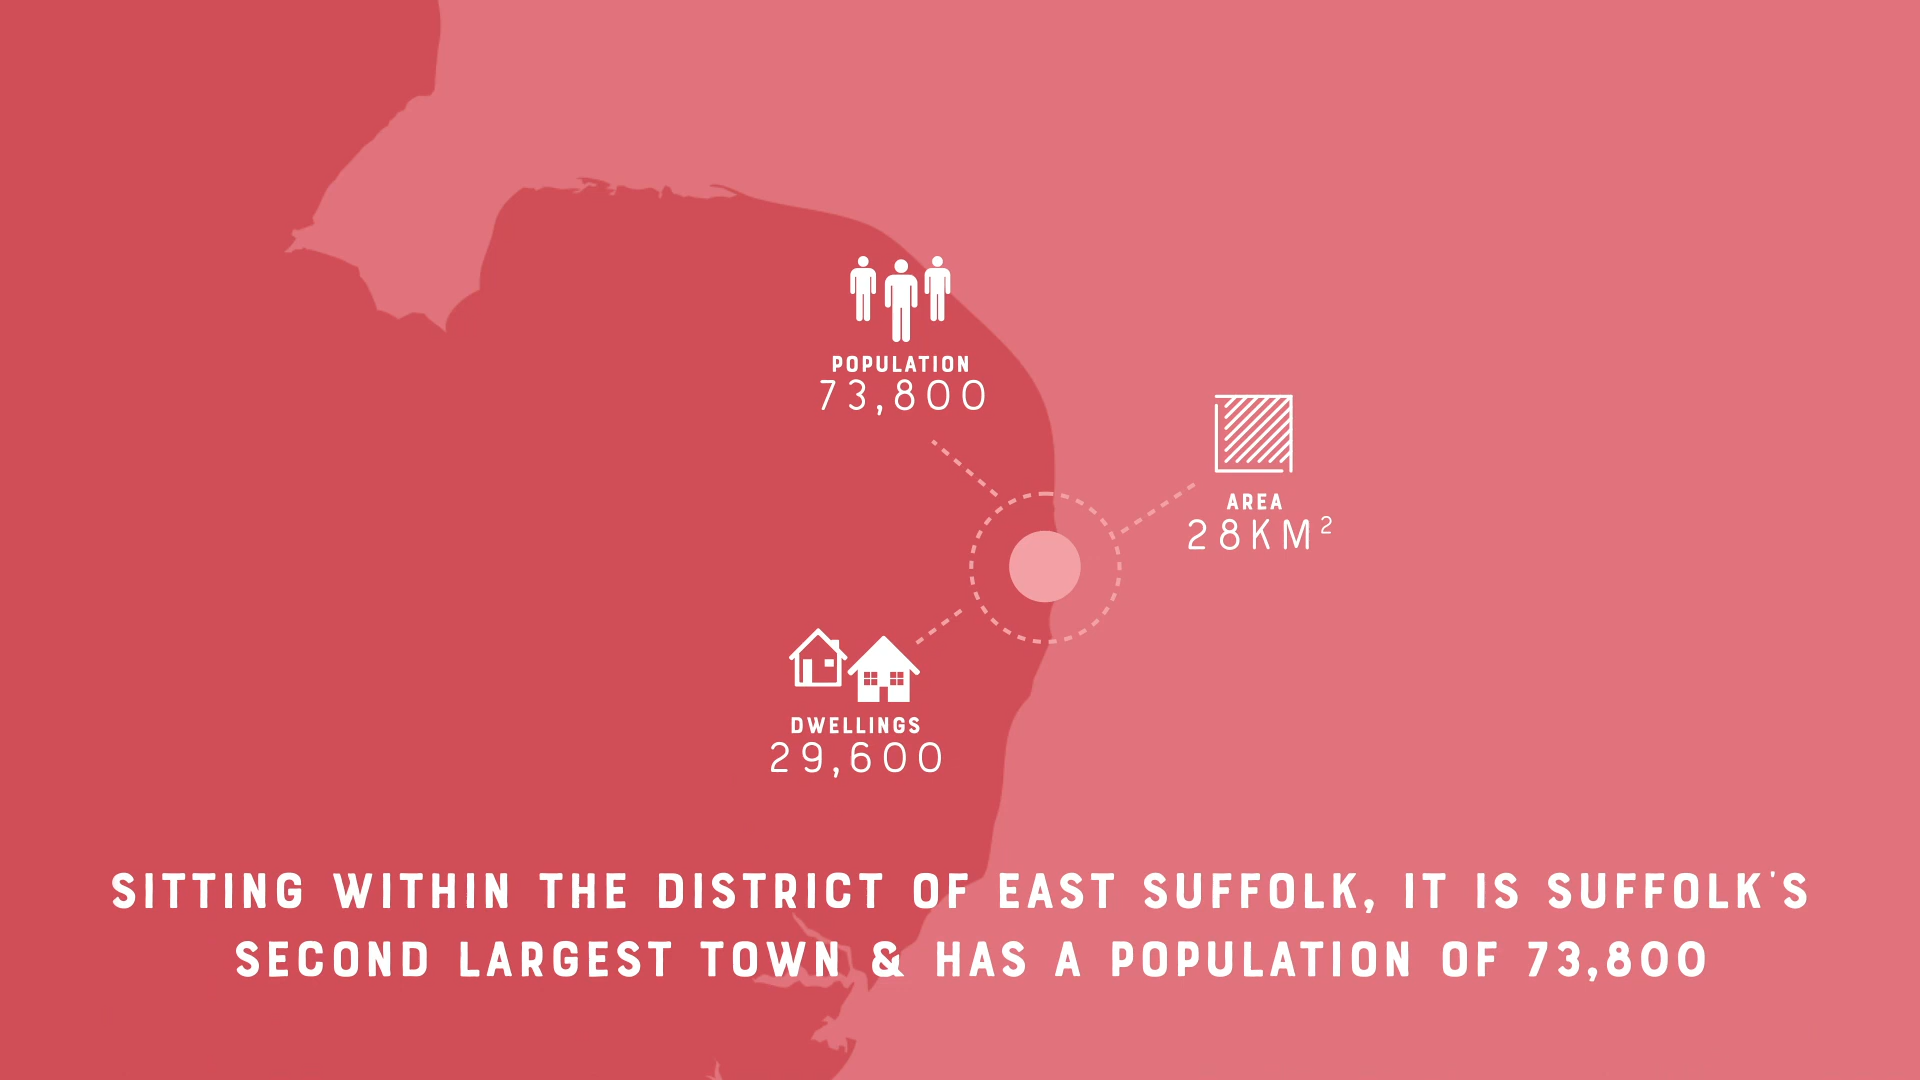 POPULATION
73,800
AREA
28KM²
DWELLINGS
29,600
SITTING WITHIN THE DISTRICT OF EAST SUFFOLK, IT IS SUFFOLK'S
SECOND LARGEST TOWN & HAS A POPULATION OF 73,800